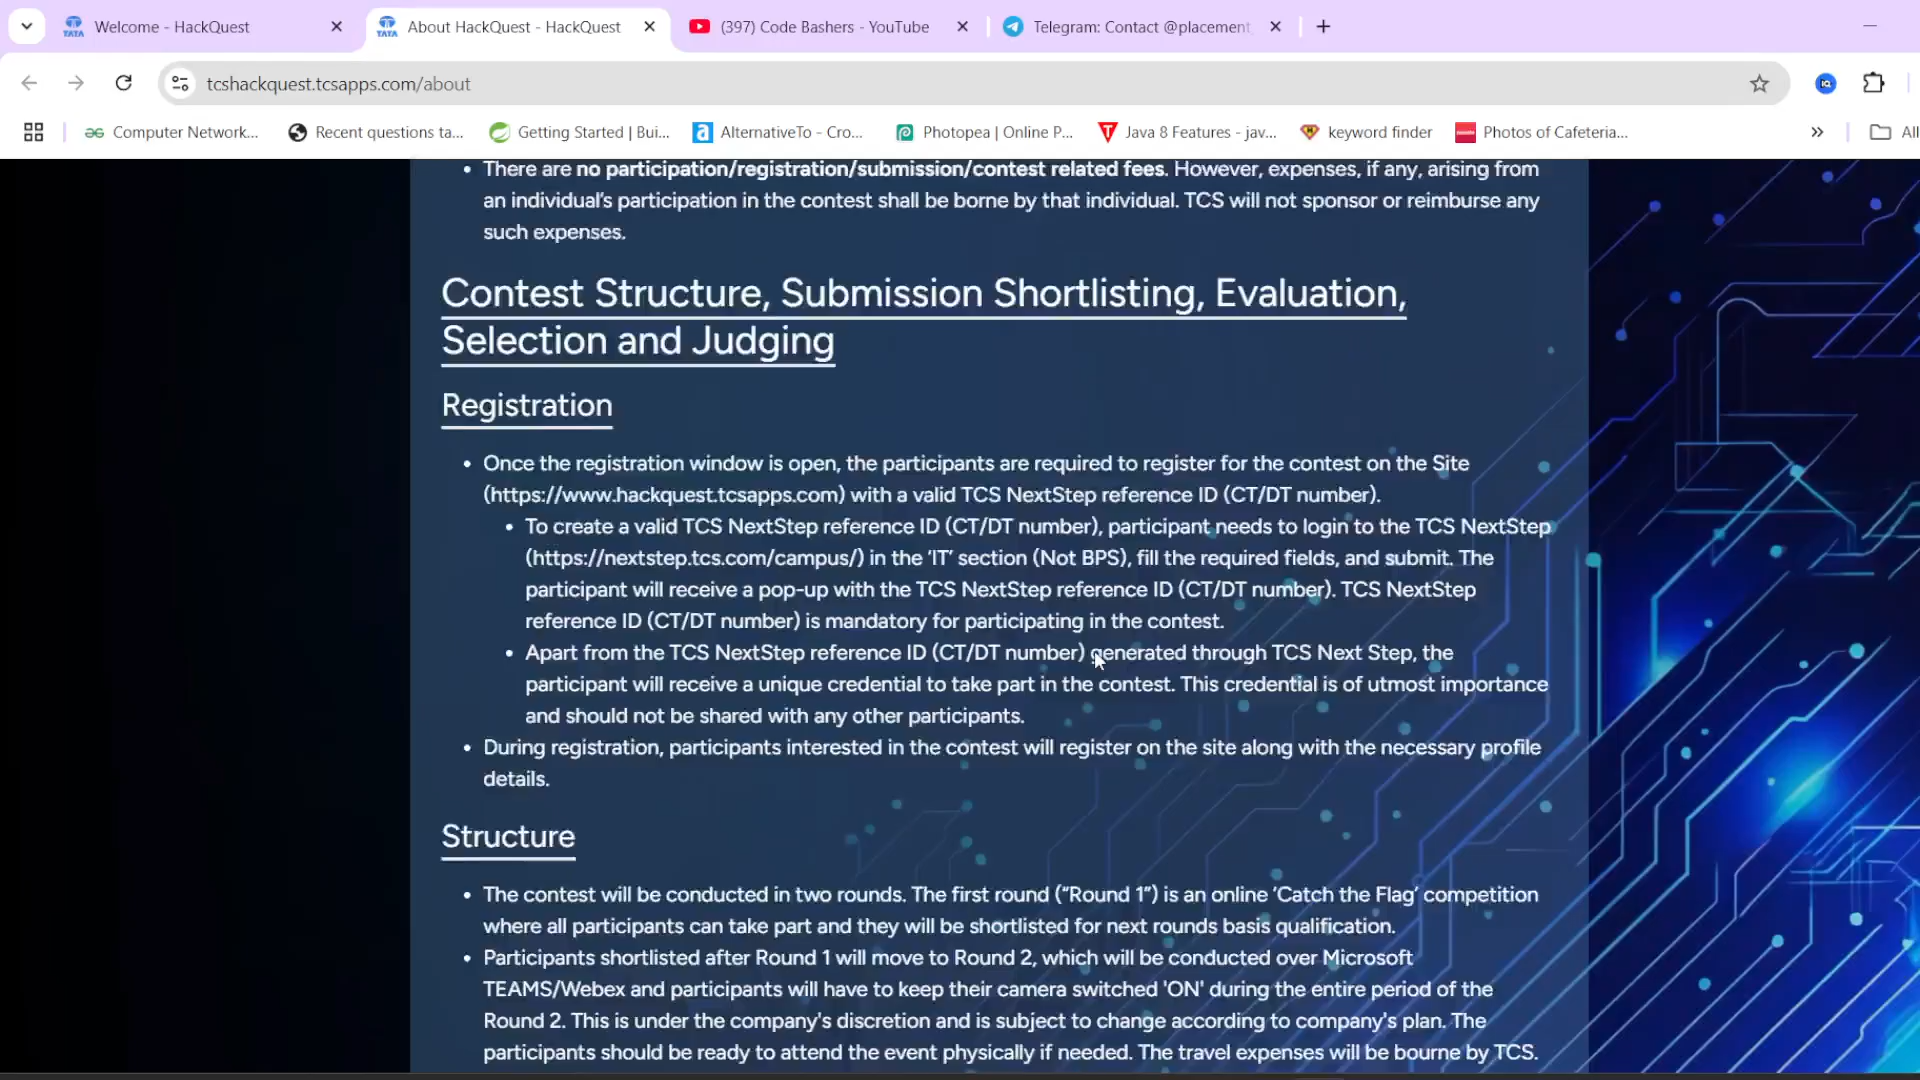 Welcome - HackQuest
About HackQuest - HackQuest
(397) Code Bashers - YouTube
Telegram: Contact @placement
tcshackquest.tcsapps.com/about
Computer Network...
Recent questions ta...
Getting Started | Bui...
AlternativeTo - Cro...
Photopea | Online P...
Java 8 Features - jav...
keyword finder
Photos of Cafeteria...
All
There are no participation/registration/submission/contest related fees. However, expenses, if any, arising from
an individual's participation in the contest shall be borne by that individual. TCS will not sponsor or reimburse any
such expenses.
Contest Structure, Submission Shortlisting, Evaluation,
Selection and Judging
Registration
Once the registration window is open, the participants are required to register for the contest on the Site
(https://www.hackquest.tcsapps.com) with a valid TCS NextStep reference ID (CT/DT number).
To create a valid TCS NextStep reference ID (CT/DT number), participant needs to login to the TCS NextStep
(https://nextstep.tcs.com/campus/) in the 'IT' section (Not BPS), fill the required fields, and submit. The
participant will receive a pop-up with the TCS NextStep reference ID (CT/DT number). TCS NextStep
reference ID (CT/DT number) is mandatory for participating in the contest.
Apart from the TCS NextStep reference ID (CT/DT number) generated through TCS Next Step, the
participant will receive a unique credential to take part in the contest. This credential is of utmost importance
and should not be shared with any other participants.
During registration, participants interested in the contest will register on the site along with the necessary profile
details.
Structure
The contest will be conducted in two rounds. The first round ("Round 1") is an online 'Catch the Flag' competition
where all participants can take part and they will be shortlisted for next rounds basis qualification.
Participants shortlisted after Round 1 will move to Round 2, which will be conducted over Microsoft
TEAMS/Webex and participants will have to keep their camera switched 'ON' during the entire period of the
Round 2. This is under the company's discretion and is subject to change according to company's plan. The
participants should be ready to attend the event physically if needed. The travel expenses will be bourne by TCS.